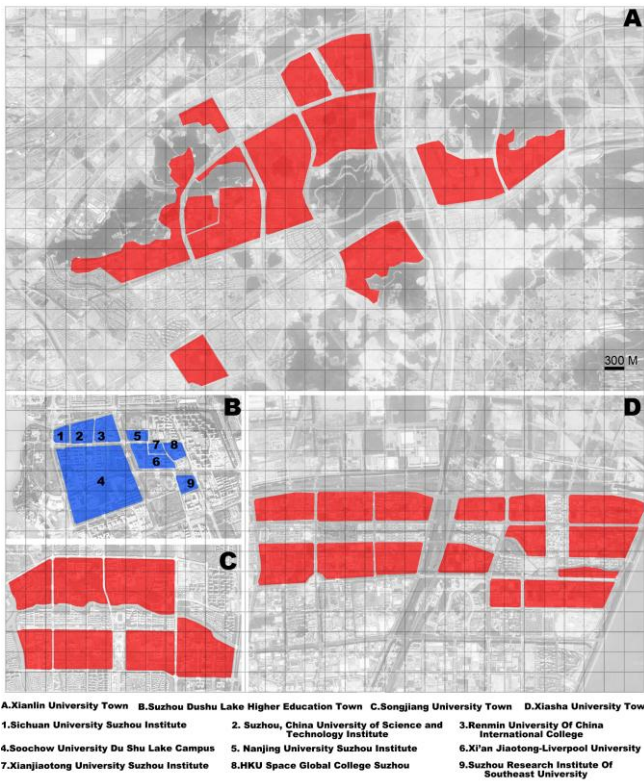 A
300 M
B
D
1 2 3 5
7 8
6
4
9
C
A.Xianlin University Town B.Suzhou Dushu Lake Higher Education Town C.Songjiang University Town D.Xiasha University Tow
1.Sichuan University Suzhou Institute 2. Suzhou, China University of Science and Technology Institute 3.Renmin University Of China International College
4.Soochow University Du Shu Lake Campus 5. Nanjing University Suzhou Institute 6.Xi'an Jiaotong-Liverpool University
7.Xianjiaotong University Suzhou Institute 8.HKU Space Global College Suzhou 9.Suzhou Research Institute Of Southeast University